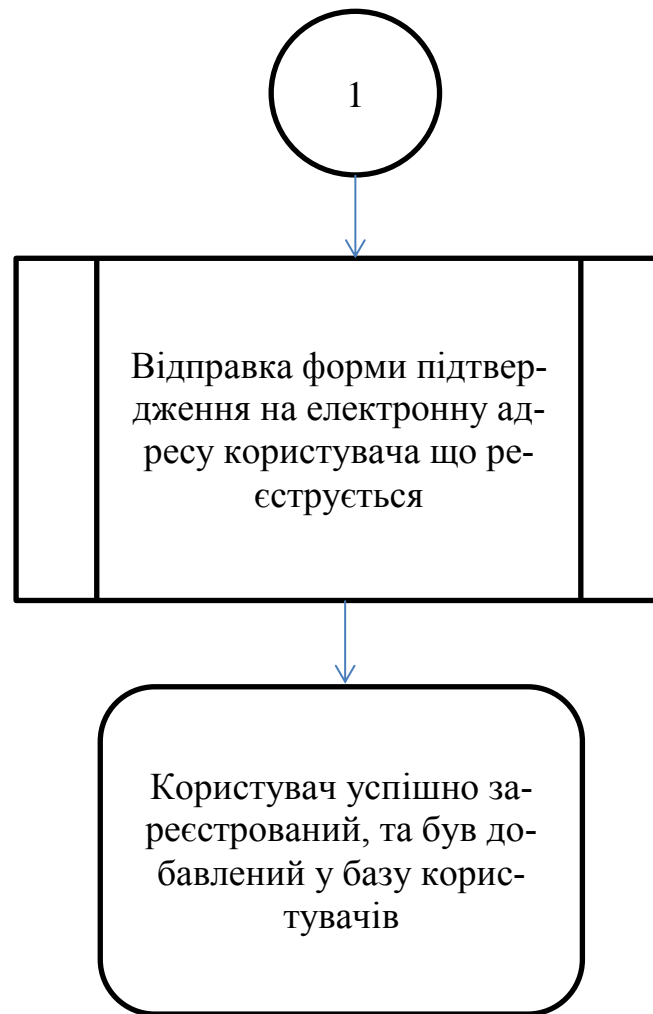 1
Відправка форми підтвер-
дження на електронну ад-
ресу користувача що ре-
єструється
Користувач успішно за-
реєстрований, та був до-
бавлений у базу корис-
тувачів